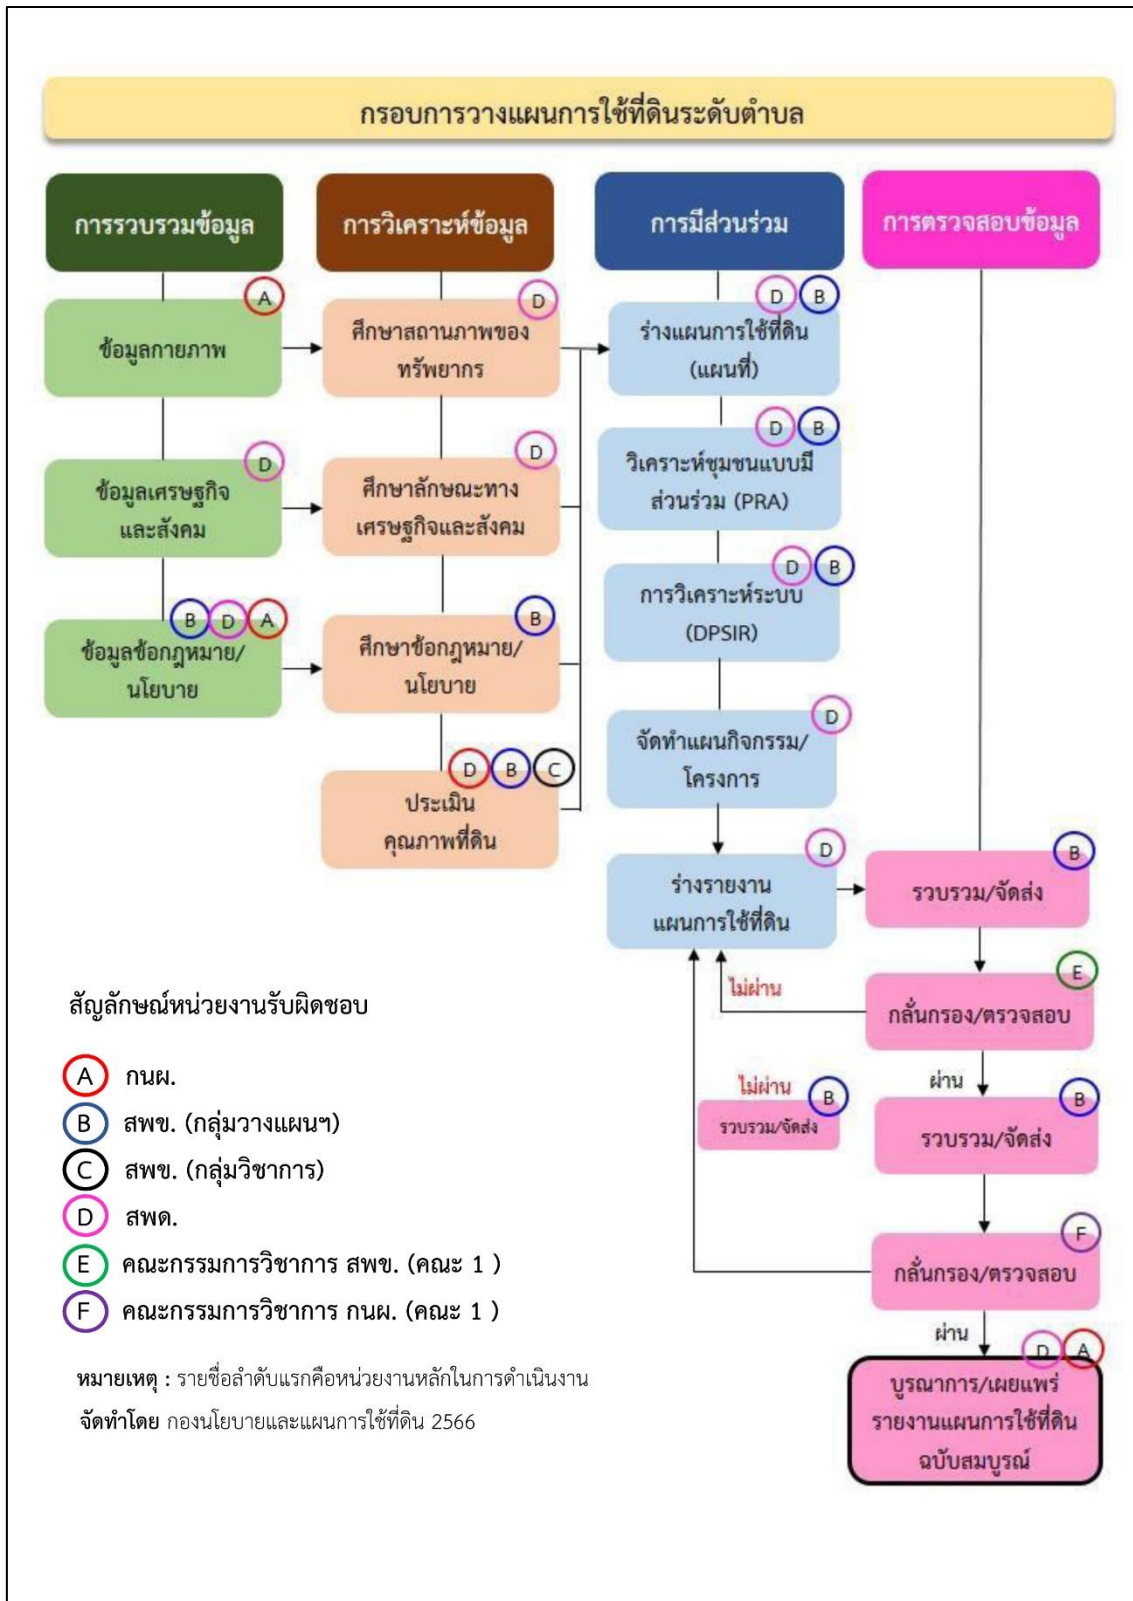 กรอบการวางแผนการใช้ที่ดินระดับตำบล
การรวบรวมข้อมูล
A
ข้อมูลกายภาพ
D
ข้อมูลเศรษฐกิจ
และสังคม
B D A
ข้อมูลข้อกฎหมาย/
นโยบาย
การวิเคราะห์ข้อมูล
D
ศึกษาสถานภาพของ
ทรัพยากร
D
ศึกษาลักษณะทาง
เศรษฐกิจและสังคม
B
ศึกษาข้อกฎหมาย/
นโยบาย
D B C
ประเมิน
คุณภาพที่ดิน
การมีส่วนร่วม
D B
ร่างแผนการใช้ที่ดิน
(แผนที่)
D B
วิเคราะห์ชุมชนแบบมี
ส่วนร่วม (PRA)
D B
การวิเคราะห์ระบบ
(DPSIR)
D
จัดทำแผนกิจกรรม/
โครงการ
D
ร่างรายงาน
แผนการใช้ที่ดิน
การตรวจสอบข้อมูล
B
รวบรวม/จัดส่ง
E
กลั่นกรอง/ตรวจสอบ
ไม่ผ่าน
ผ่าน
B
รวบรวม/จัดส่ง
ไม่ผ่าน
B
รวบรวม/จัดส่ง
F
กลั่นกรอง/ตรวจสอบ
ผ่าน
D A
บูรณาการ/เผยแพร่
รายงานแผนการใช้ที่ดิน
ฉบับสมบูรณ์
สัญลักษณ์หน่วยงานรับผิดชอบ
A กนผ.
B สพข. (กลุ่มวางแผนฯ)
C สพข. (กลุ่มวิชาการ)
D สพด.
E คณะกรรมการวิชาการ สพข. (คณะ 1 )
F คณะกรรมการวิชาการ กนผ. (คณะ 1 )
หมายเหตุ : รายชื่อลำดับแรกคือหน่วยงานหลักในการดำเนินงาน
จัดทำโดย กองนโยบายและแผนการใช้ที่ดิน 2566